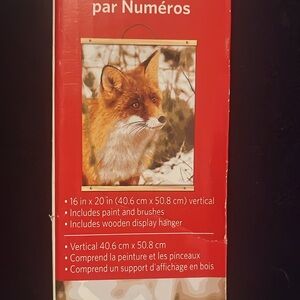 par Numéros
• 16 in x 20 in (40.6 cm x 50.8 cm) vertical
• Includes paint and brushes
• Includes wooden display hanger
• Vertical 40.6 cm x 50.8 cm
• Comprend la peinture et les pinceaux
• Comprend un support d'affichage en bois